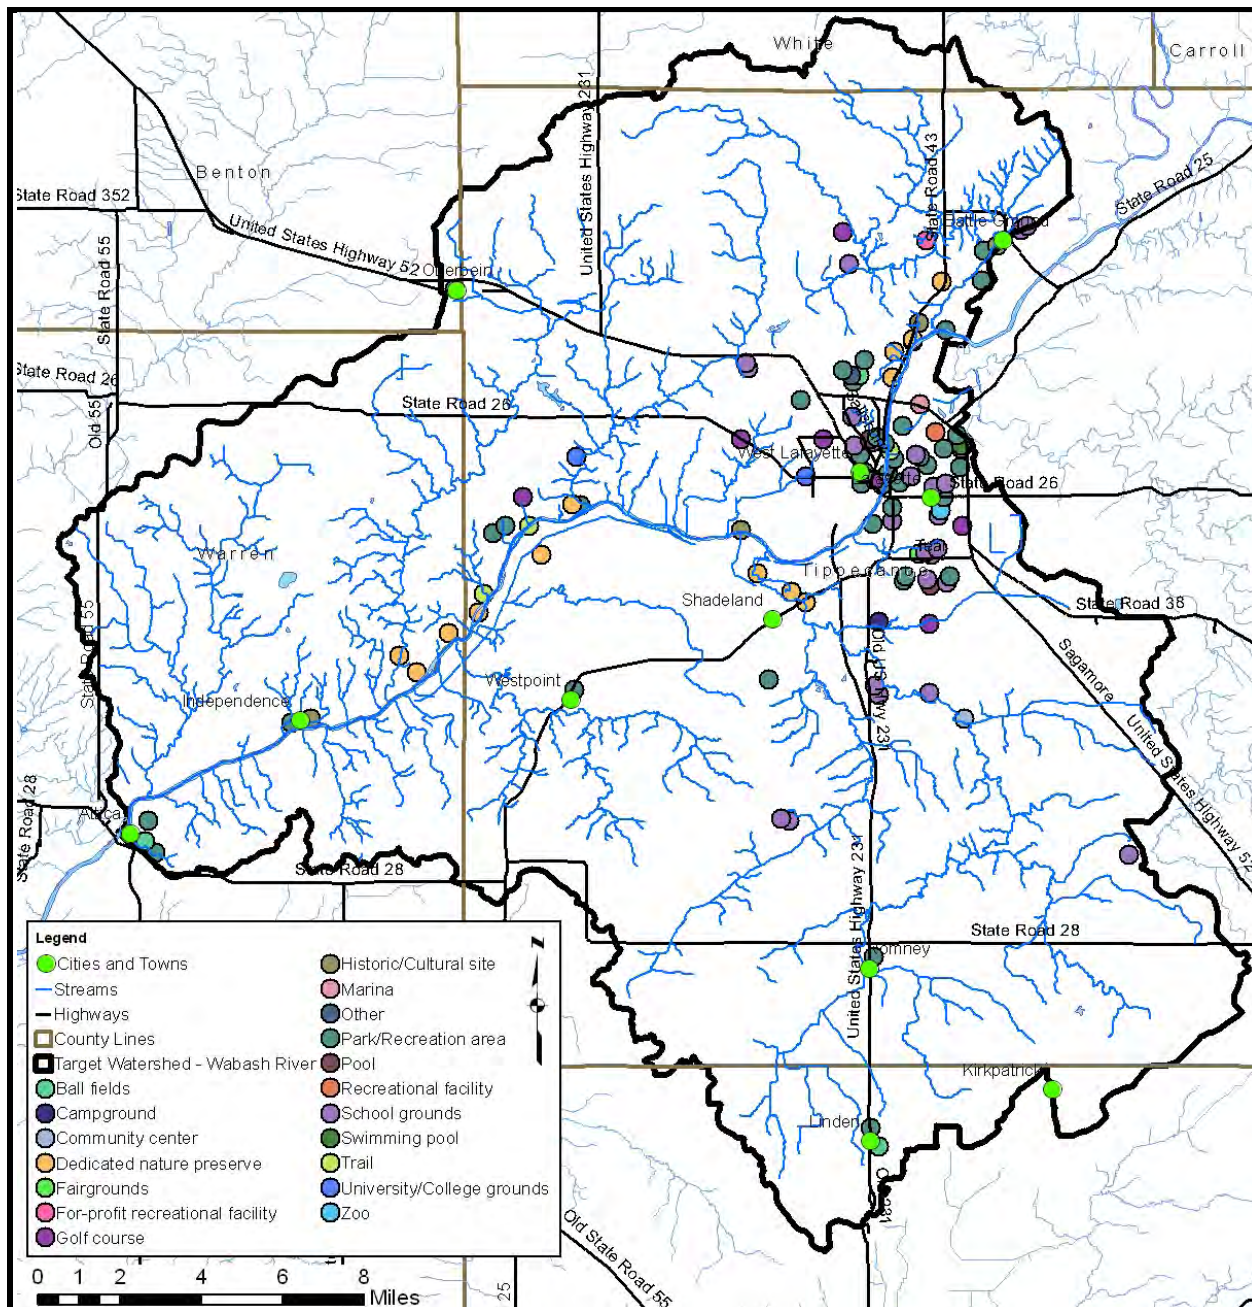 White
Carroll
United States Highway 231
State Road 43
State Road 25
Benton
State Road 352
United States Highway 52
State Road 55
Battle Ground
Otterbein
State Road 26
State Road 26
Old 55
West Lafayette
Lafayette
State Road 26
Warren
Tippecanoe
Shadeland
State Road 38
State Road 55
Old US Hwy 231
Sagamore
Westpoint
Independence
United States Highway 52
Attica
State Road 28
State Road 28
United States Highway 231
State Road 28
Romney
Kirkpatrick
Linden
Old State Road 55
25
Legend
Cities and Towns
Streams
Highways
County Lines
Target Watershed - Wabash River
Ball fields
Campground
Community center
Dedicated nature preserve
Fairgrounds
For-profit recreational facility
Golf course
Historic/Cultural site
Marina
Other
Park/Recreation area
Pool
Recreational facility
School grounds
Swimming pool
Trail
University/College grounds
Zoo
N
0 1 2 4 6 8
Miles